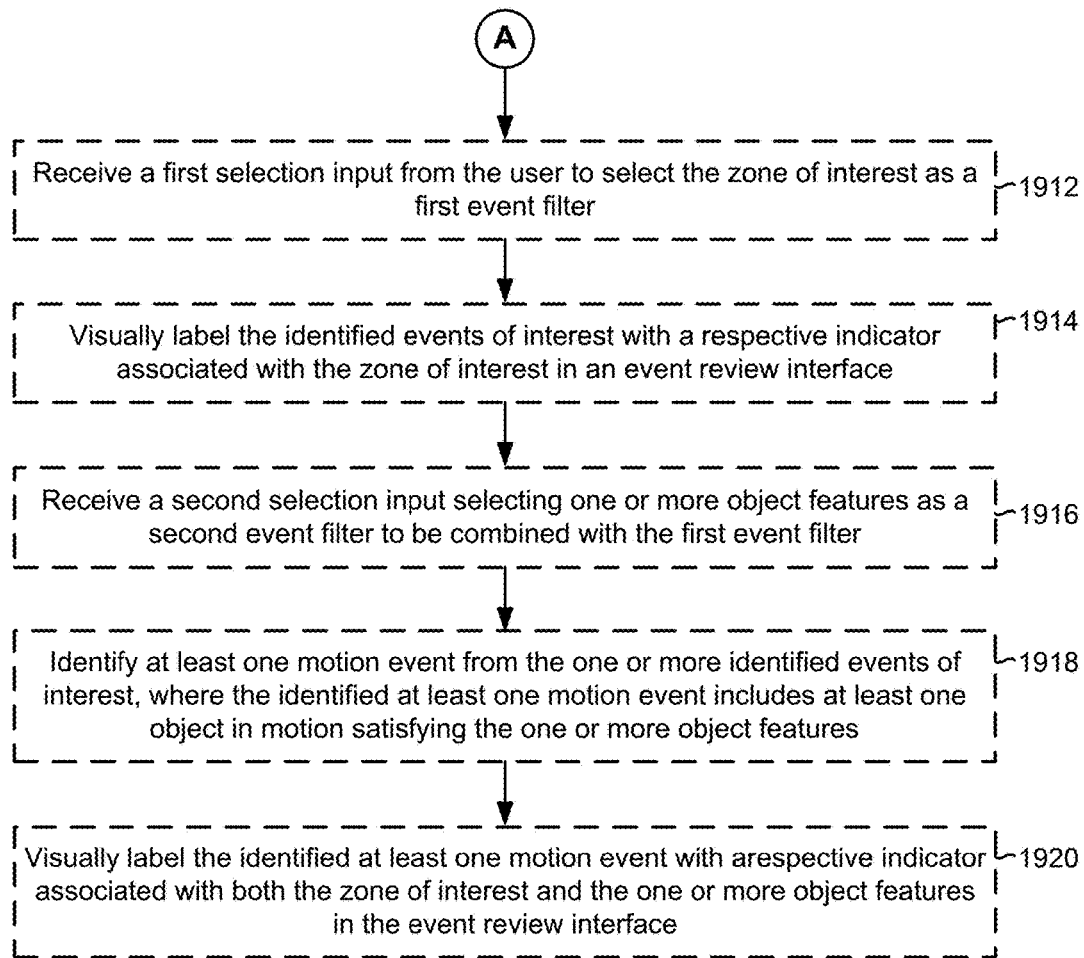 A
Receive a first selection input from the user to select the zone of interest as a
first event filter
1912
Visually label the identified events of interest with a respective indicator
associated with the zone of interest in an event review interface
1914
Receive a second selection input selecting one or more object features as a
second event filter to be combined with the first event filter
1916
Identify at least one motion event from the one or more identified events of
interest, where the identified at least one motion event includes at least one
object in motion satisfying the one or more object features
1918
Visually label the identified at least one motion event with arespective indicator
associated with both the zone of interest and the one or more object features
in the event review interface
1920